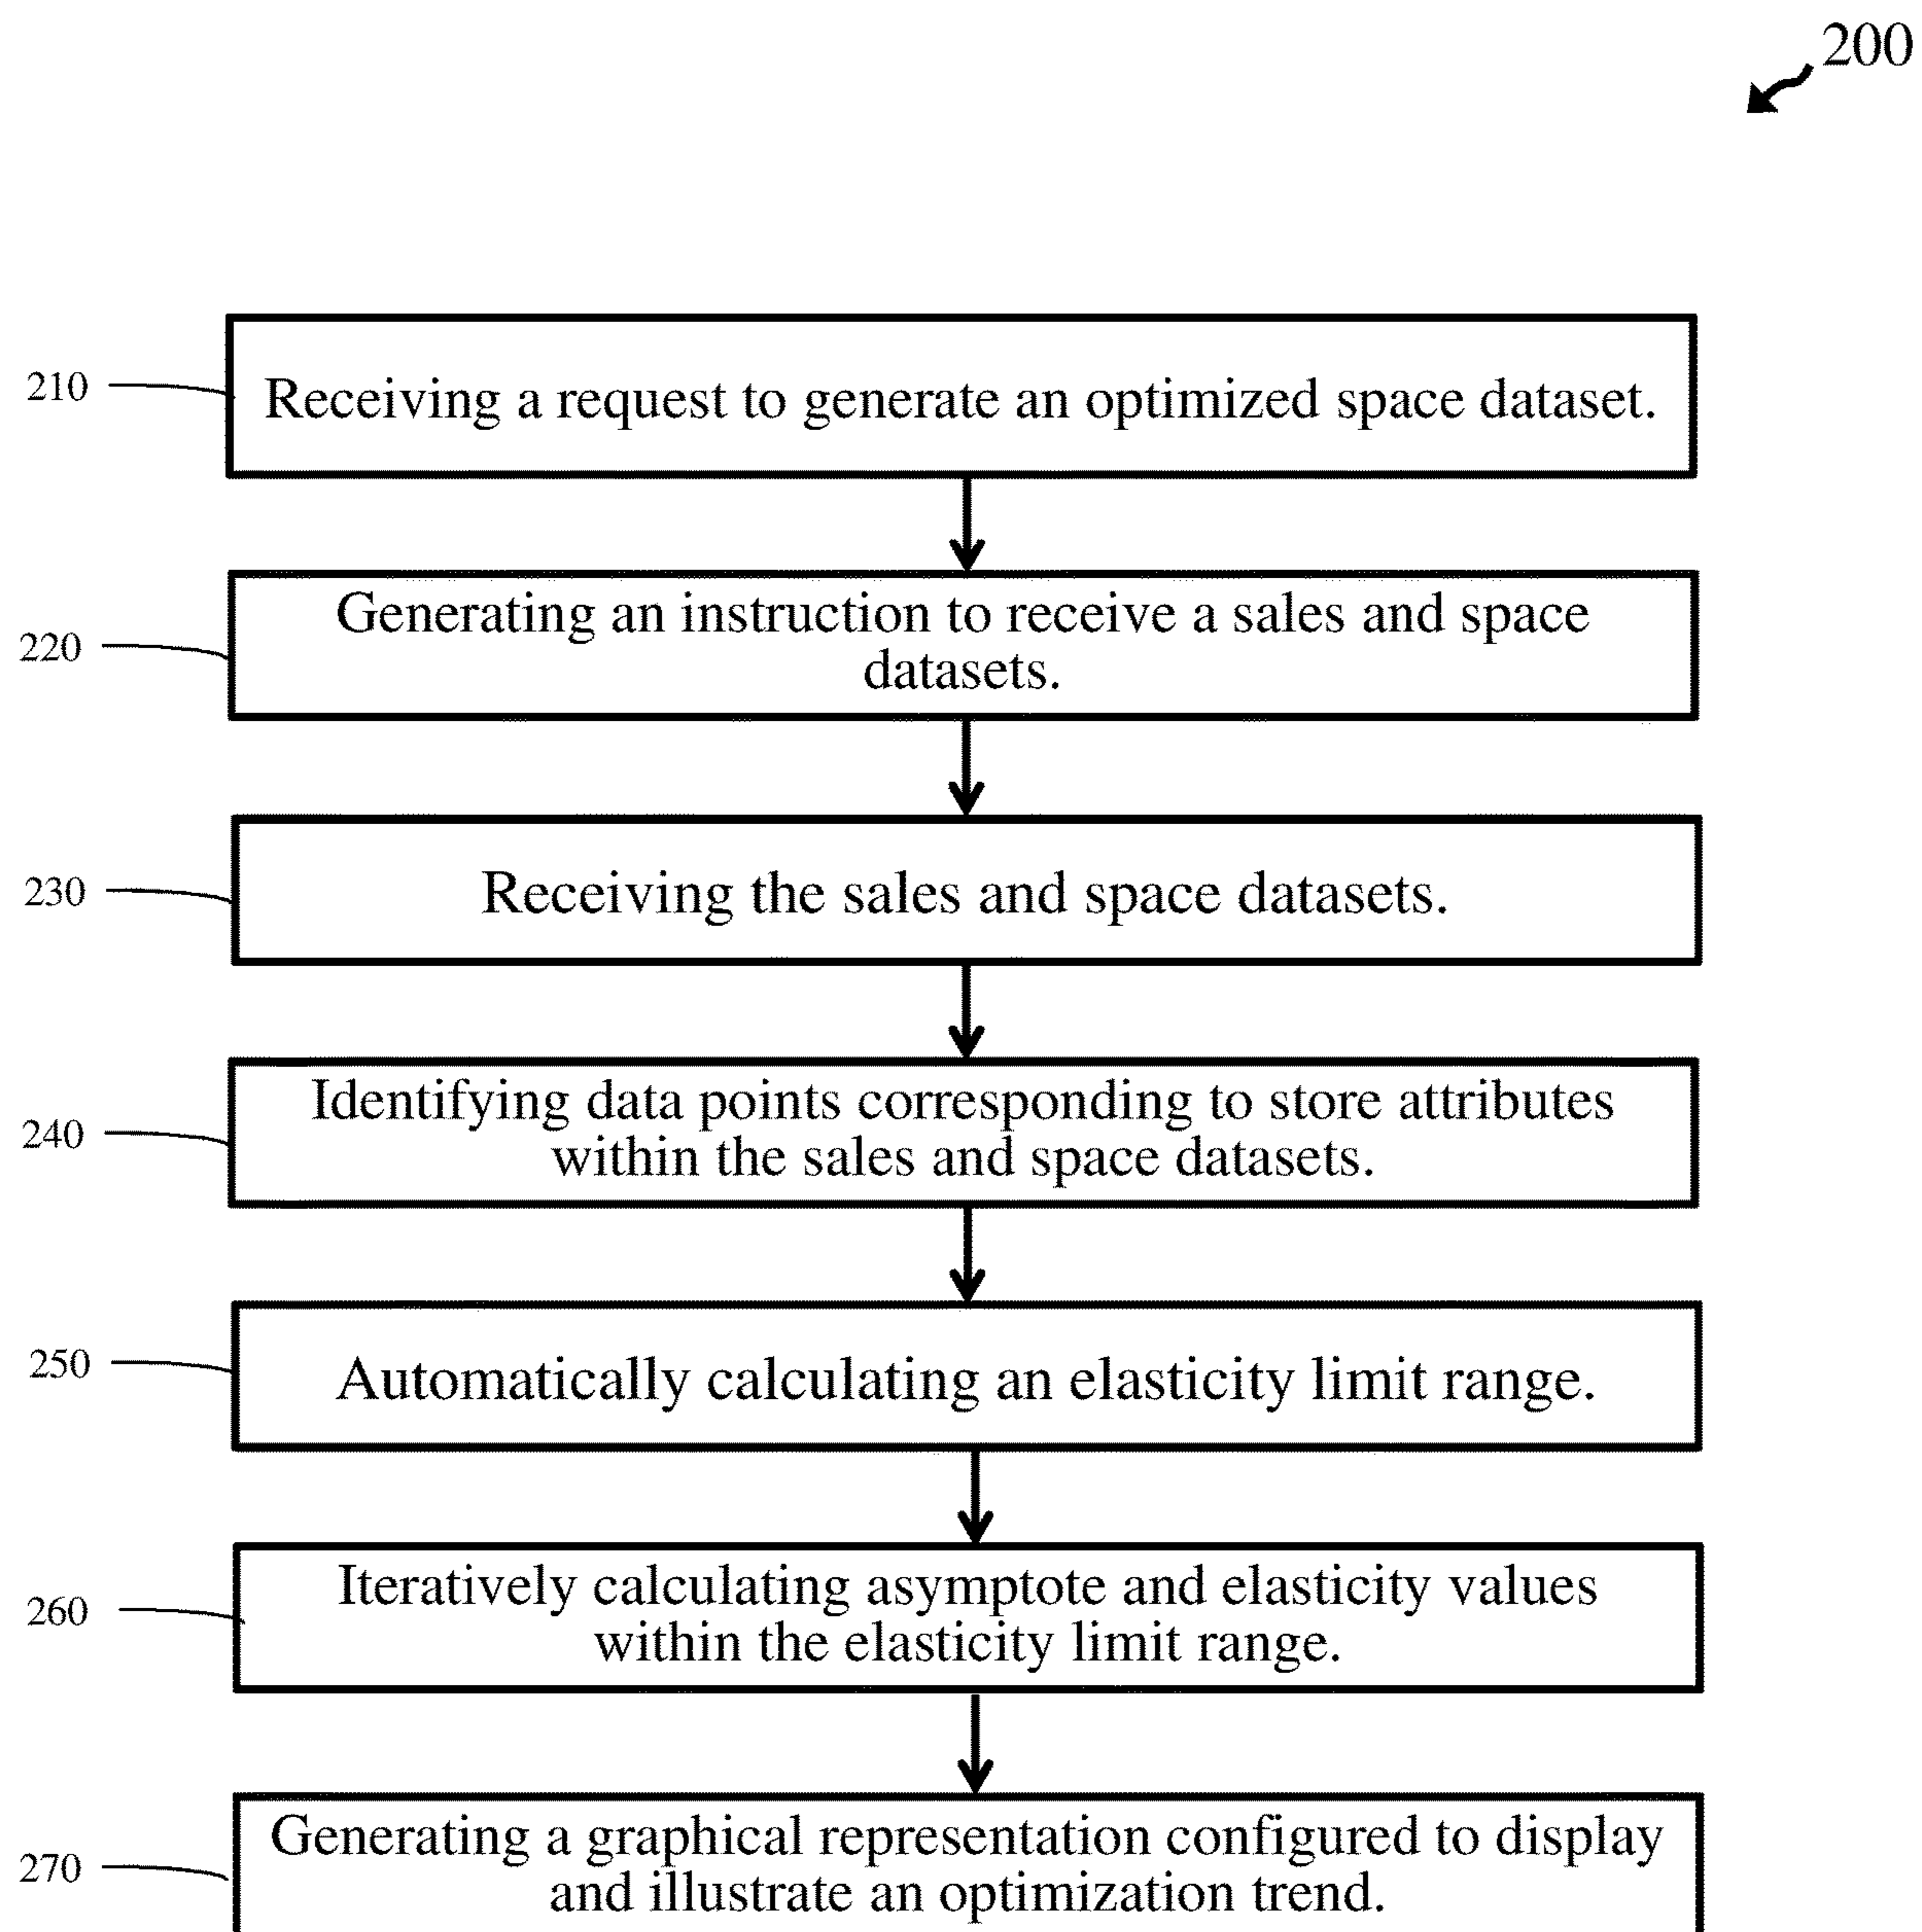 200
210
Receiving a request to generate an optimized space dataset.
220
Generating an instruction to receive a sales and space
datasets.
230
Receiving the sales and space datasets.
240
Identifying data points corresponding to store attributes
within the sales and space datasets.
250
Automatically calculating an elasticity limit range.
260
Iteratively calculating asymptote and elasticity values
within the elasticity limit range.
270
Generating a graphical representation configured to display
and illustrate an optimization trend.